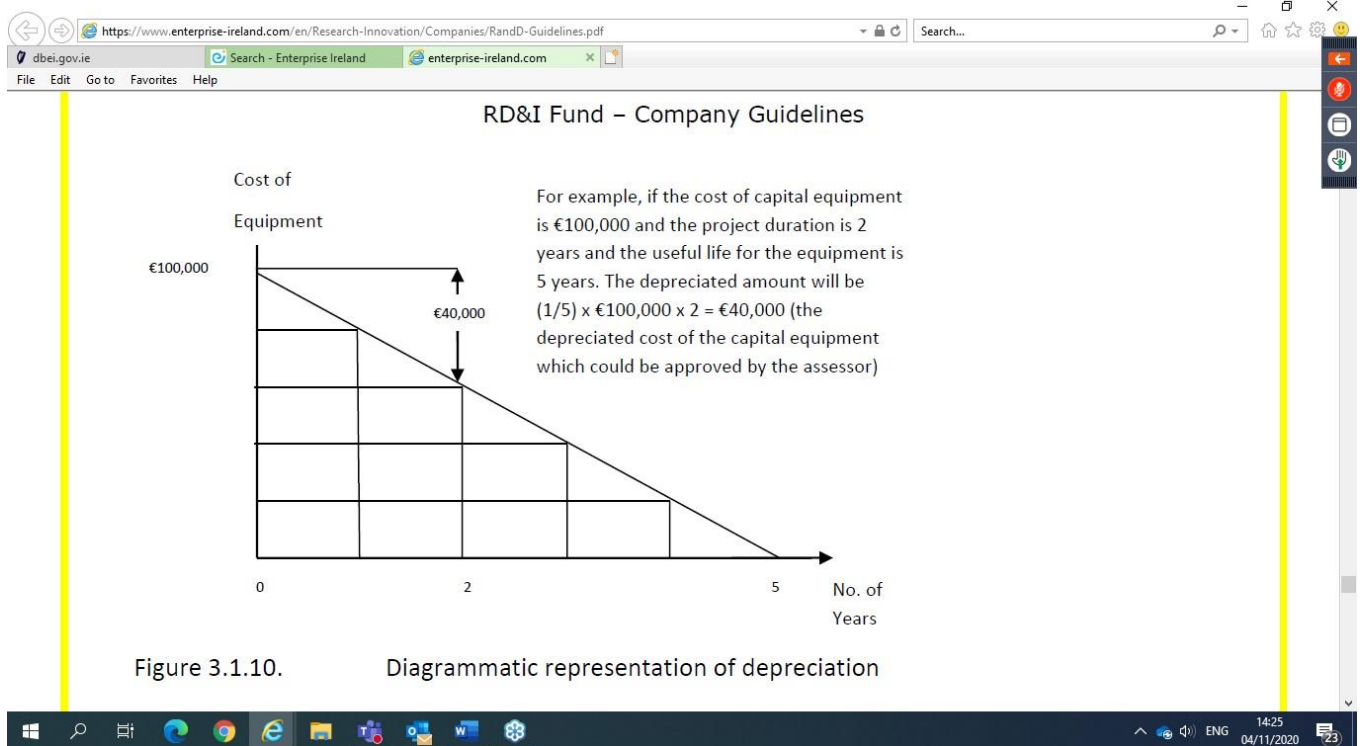 https://www.enterprise-ireland.com/en/Research-Innovation/Companies/RandD-Guidelines.pdf
Search...
dbei.gov.ie
Search - Enterprise Ireland
enterprise-ireland.com
File Edit Go to Favorites Help
RD&I Fund – Company Guidelines
Cost of
Equipment
€100,000
€40,000
For example, if the cost of capital equipment
is €100,000 and the project duration is 2
years and the useful life for the equipment is
5 years. The depreciated amount will be
(1/5) x €100,000 x 2 = €40,000 (the
depreciated cost of the capital equipment
which could be approved by the assessor)
0 2 5 No. of
Years
Figure 3.1.10. Diagrammatic representation of depreciation
ENG
14:25
04/11/2020
23